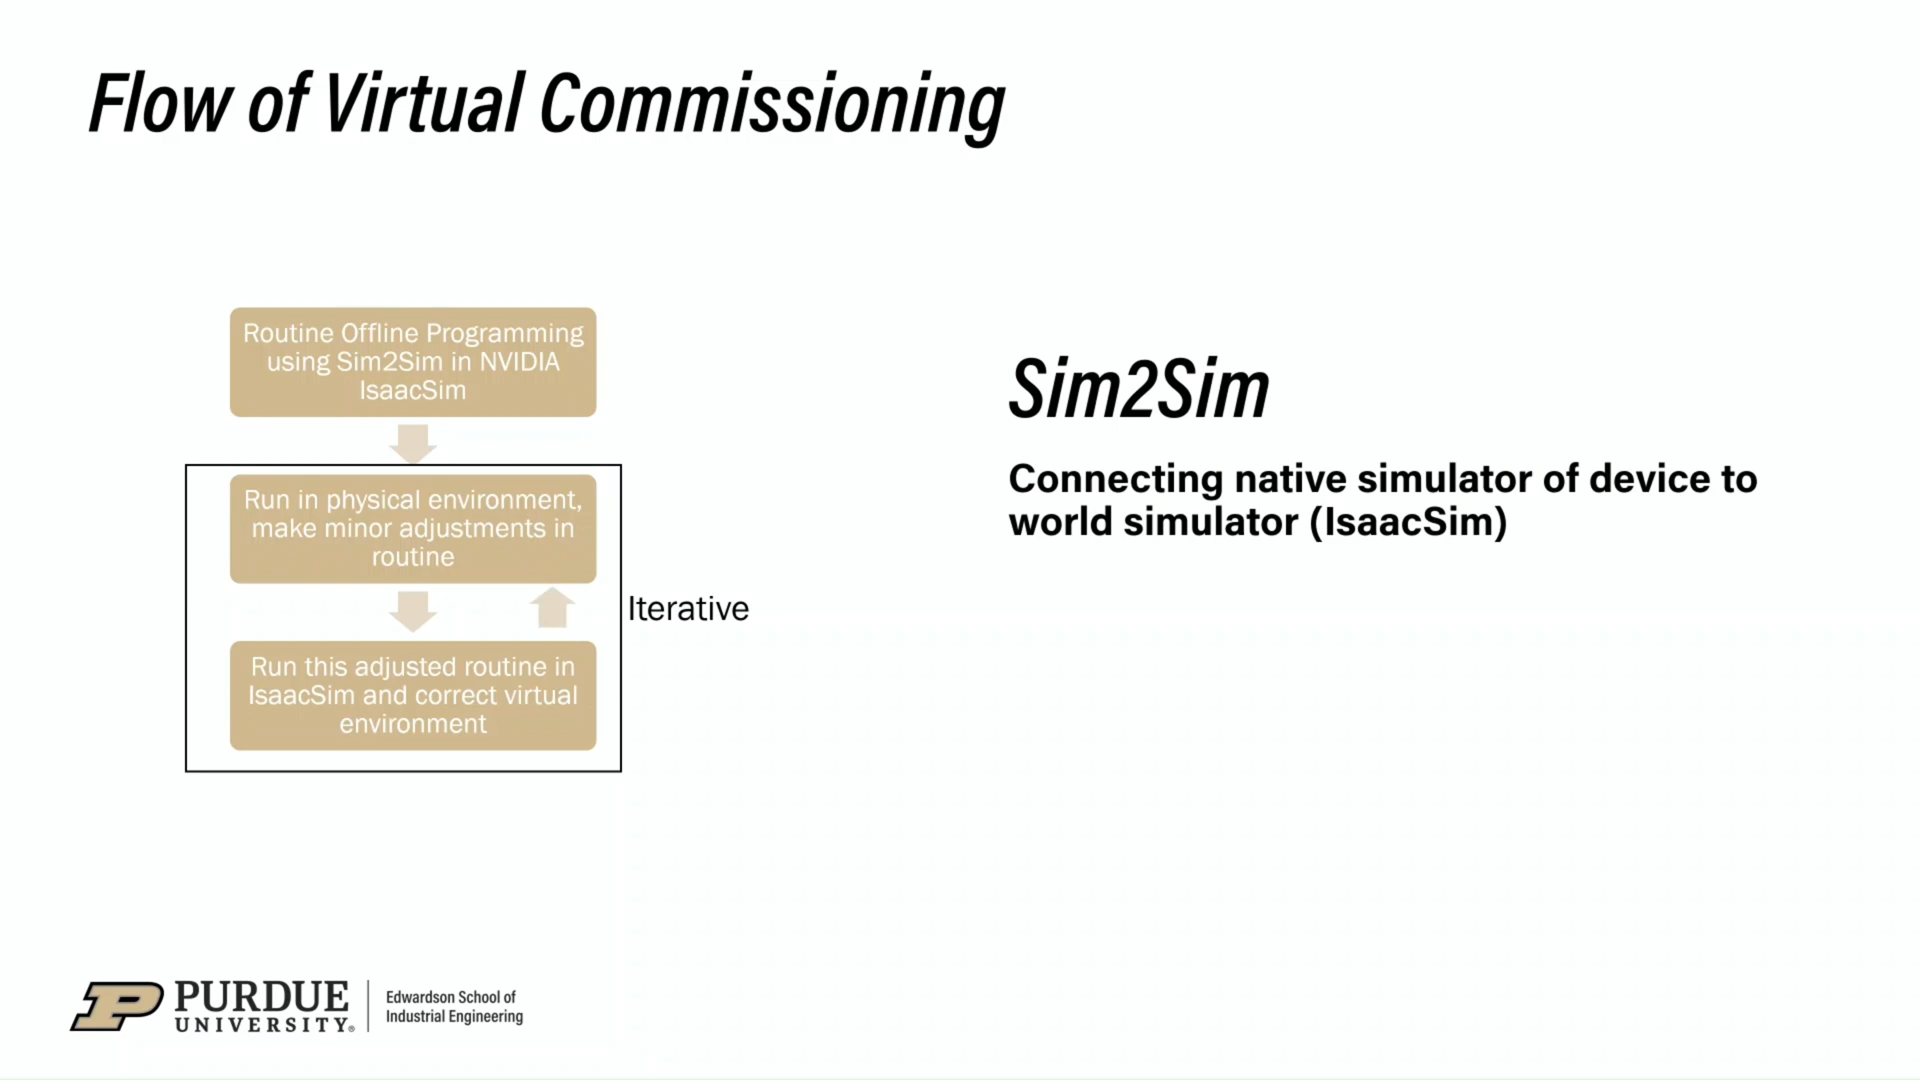 Flow of Virtual Commissioning
Routine Offline Programming
using Sim2Sim in NVIDIA
IsaacSim
Run in physical environment,
make minor adjustments in
routine
Iterative
Run this adjusted routine in
IsaacSim and correct virtual
environment
Sim2Sim
Connecting native simulator of device to
world simulator (IsaacSim)
P PURDUE
UNIVERSITY®
Edwardson School of
Industrial Engineering